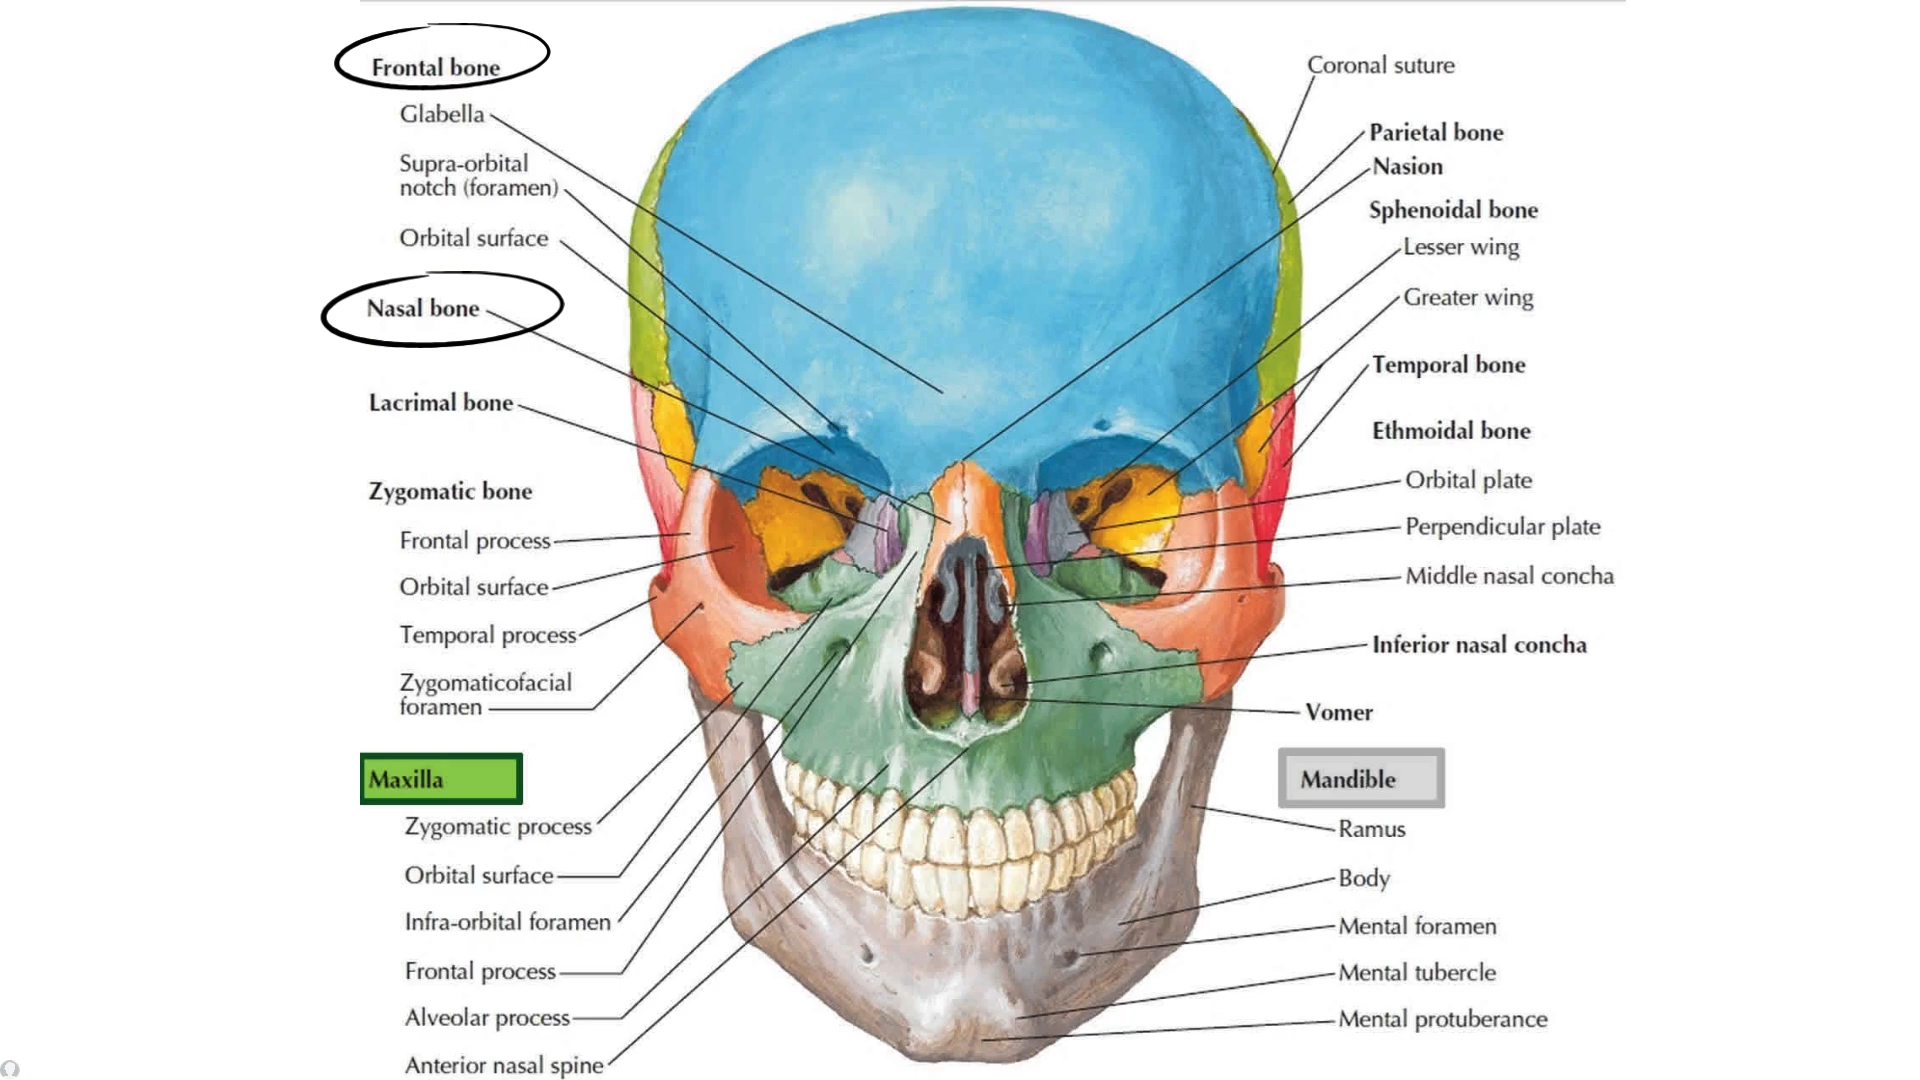 Frontal bone
Glabella
Supra-orbital
notch (foramen)
Orbital surface
Nasal bone
Lacrimal bone
Zygomatic bone
Frontal process
Orbital surface
Temporal process
Zygomaticofacial
foramen
Maxilla
Zygomatic process
Orbital surface
Infra-orbital foramen
Frontal process
Alveolar process
Anterior nasal spine
Coronal suture
Parietal bone
Nasion
Sphenoidal bone
Lesser wing
Greater wing
Temporal bone
Ethmoidal bone
Orbital plate
Perpendicular plate
Middle nasal concha
Inferior nasal concha
Vomer
Mandible
Ramus
Body
Mental foramen
Mental tubercle
Mental protuberance